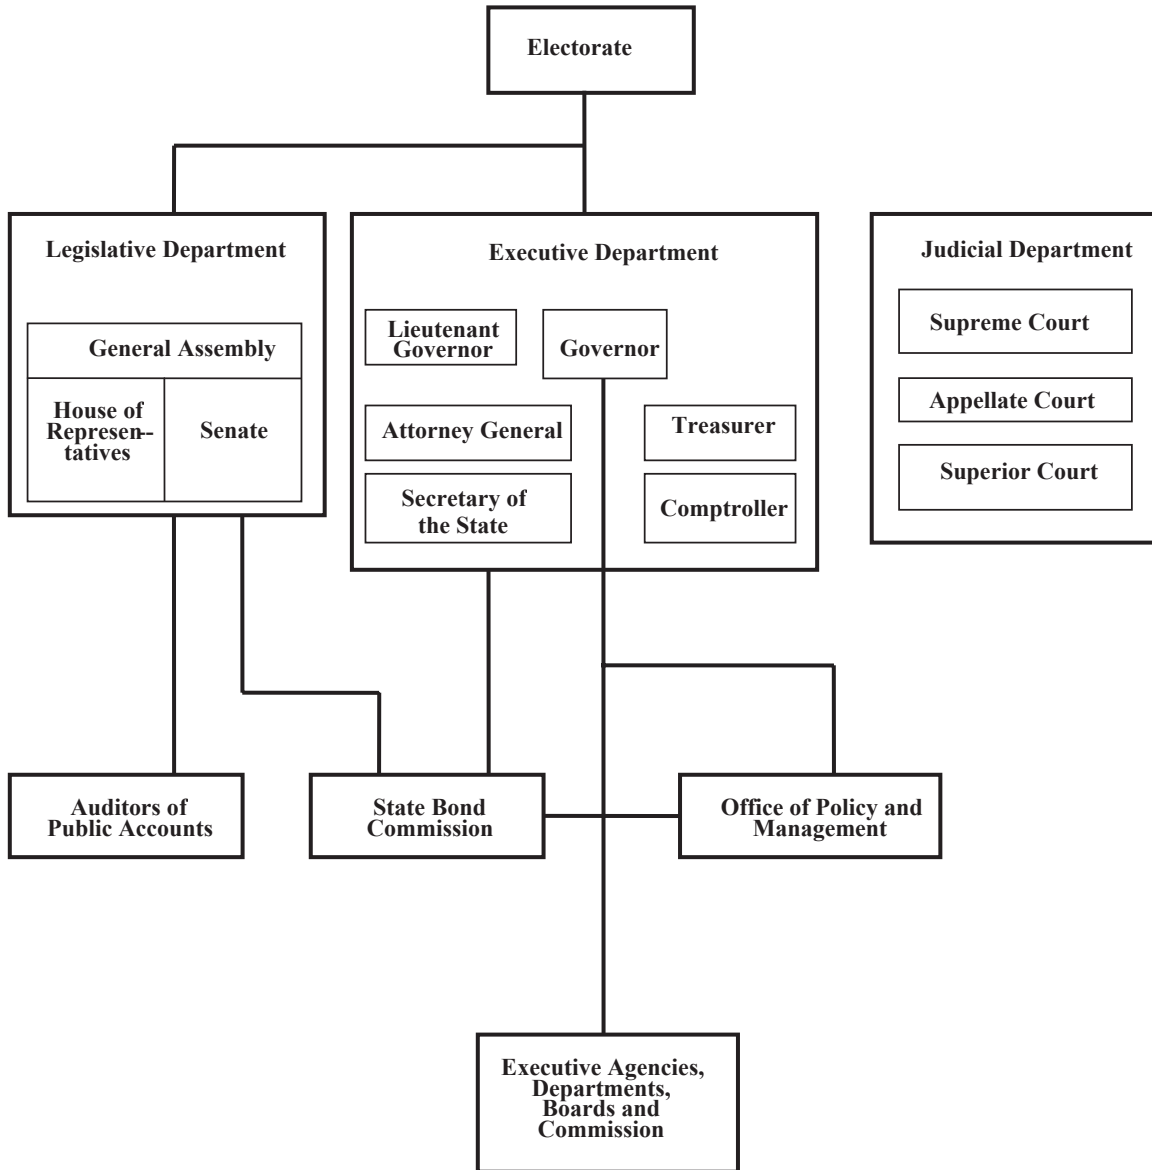 Electorate
Legislative Department
General Assembly
House of
Represen--
tatives
Senate
Executive Department
Lieutenant
Governor
Governor
Attorney General
Treasurer
Secretary of
the State
Comptroller
Judicial Department
Supreme Court
Appellate Court
Superior Court
Auditors of
Public Accounts
State Bond
Commission
Office of Policy and
Management
Executive Agencies,
Departments,
Boards and
Commission